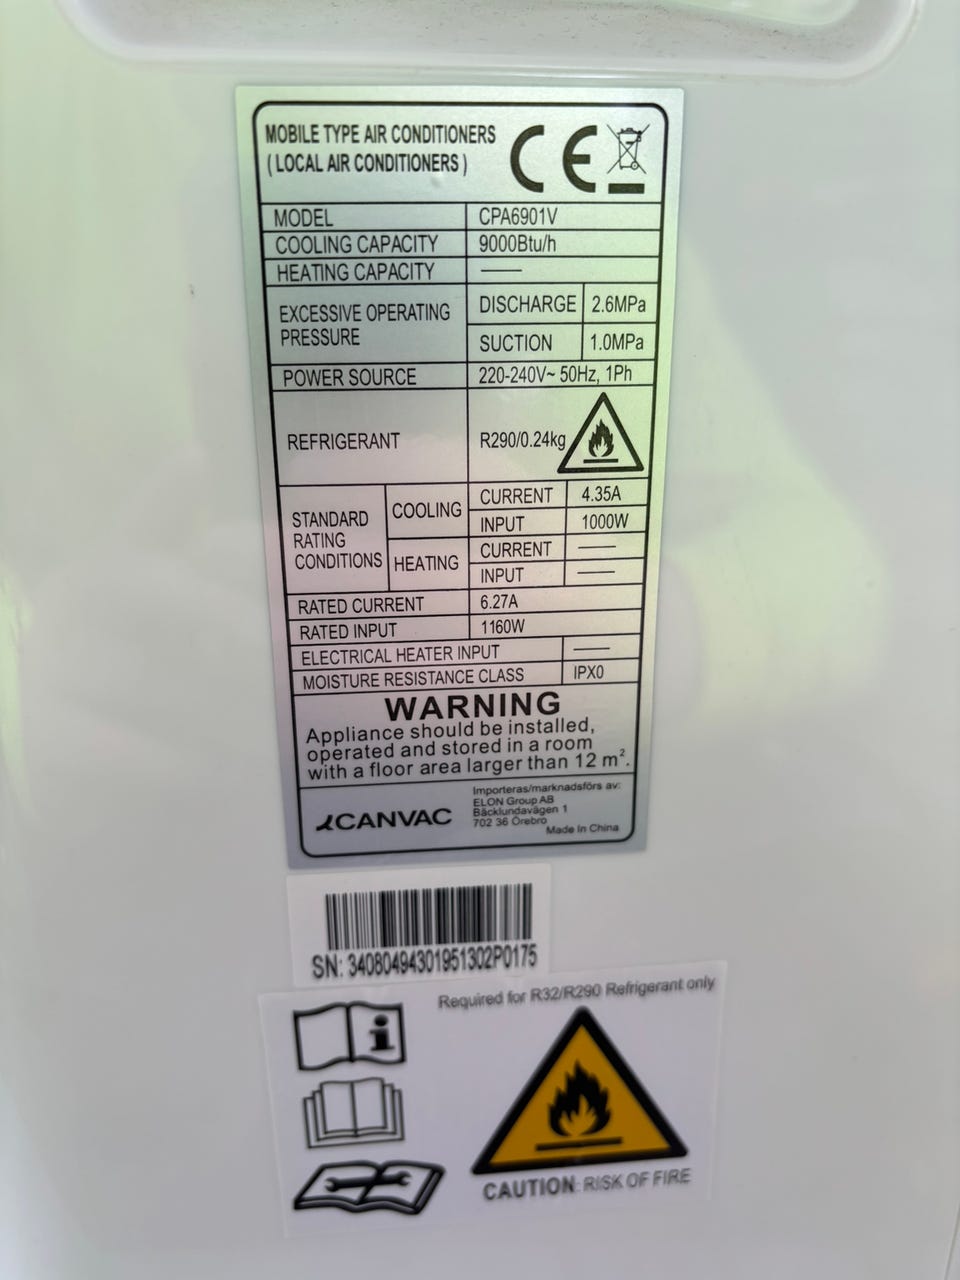 MOBILE TYPE AIR CONDITIONERS
( LOCAL AIR CONDITIONERS )
CE
MODEL CPA6901V
COOLING CAPACITY 9000Btu/h
HEATING CAPACITY ——
EXCESSIVE OPERATING PRESSURE DISCHARGE 2.6MPa
SUCTION 1.0MPa
POWER SOURCE 220-240V~ 50Hz, 1Ph
REFRIGERANT R290/0.24kg
STANDARD RATING CONDITIONS COOLING CURRENT 4.35A
INPUT 1000W
HEATING CURRENT ——
INPUT ——
RATED CURRENT 6.27A
RATED INPUT 1160W
ELECTRICAL HEATER INPUT ——
MOISTURE RESISTANCE CLASS IPX0
WARNING
Appliance should be installed,
operated and stored in a room
with a floor area larger than 12 m².
CANVAC
Importeras/marknadsförs av:
ELON Group AB
Bäcklundavägen 1
702 36 Örebro
Made In China
SN: 34080494301951302P0175
Required for R32/R290 Refrigerant only
CAUTION: RISK OF FIRE